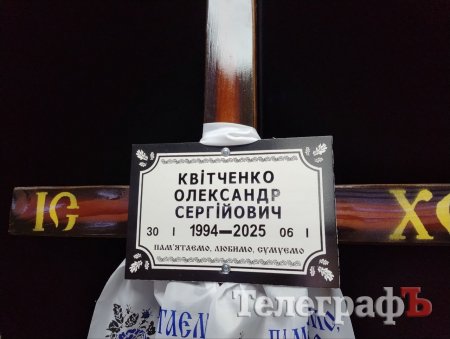 КВІТЧЕНКО
ОЛЕКСАНДР
СЕРГІЙОВИЧ
30 I 1994—2025 06 I
ПАМ'ЯТАЄМО, ЛЮБИМО, СУМУЄМО
ІС ХС
ТелеграфЪ